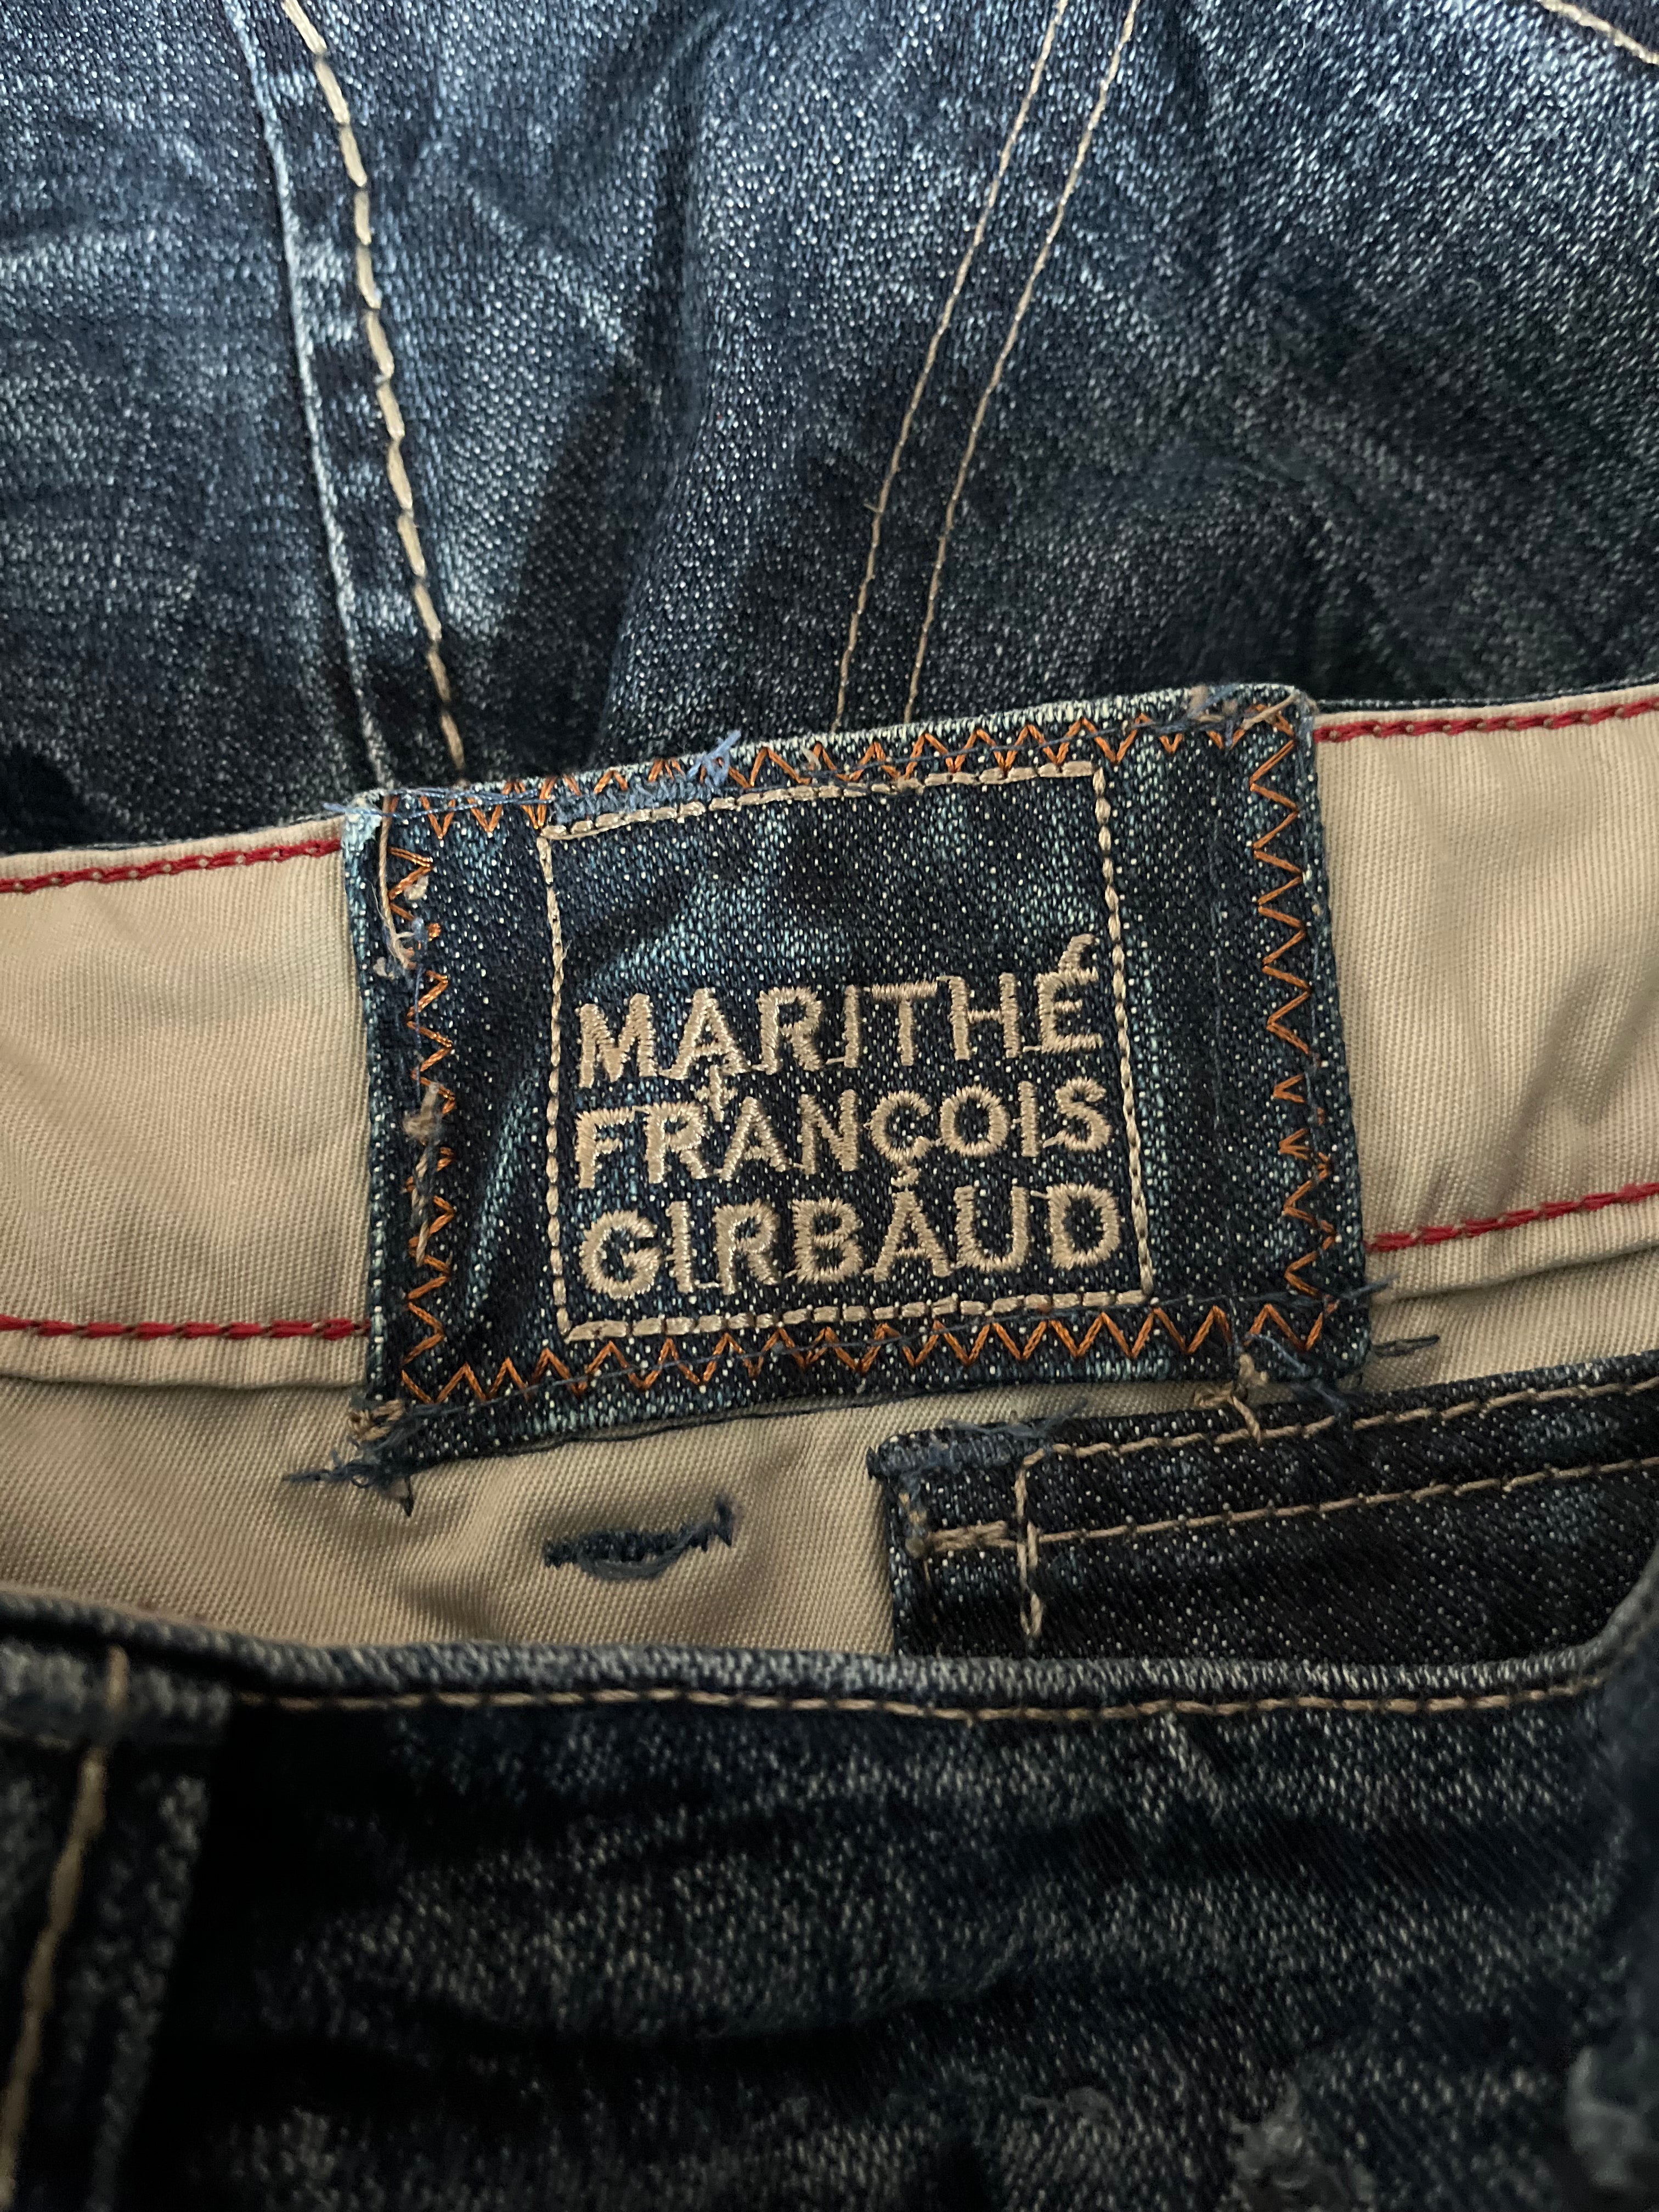 MARITHÉ
+
FRANÇOIS
GIRBAUD